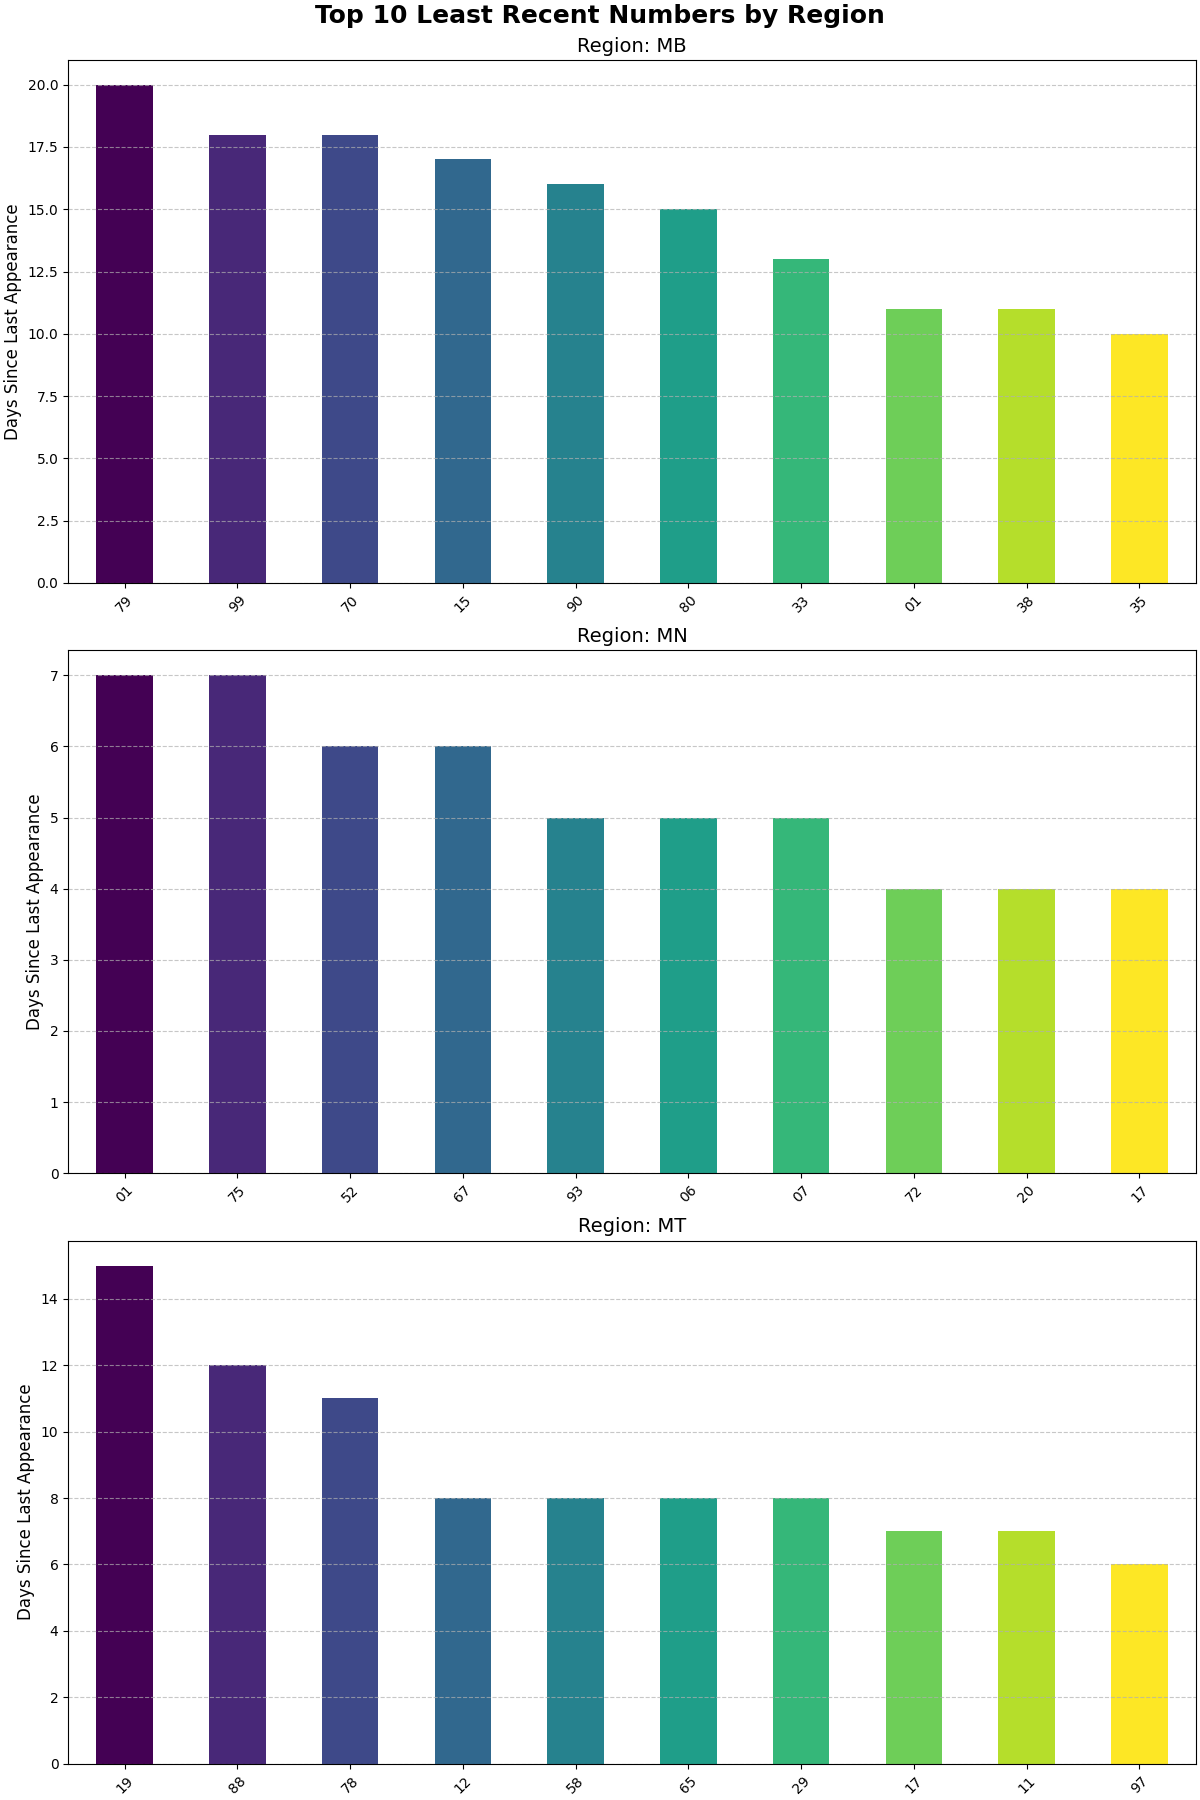 Top 10 Least Recent Numbers by Region
Region: MB
Days Since Last Appearance
20.0
17.5
15.0
12.5
10.0
7.5
5.0
2.5
0.0
79 99 70 15 90 80 33 01 38 35
Region: MN
Days Since Last Appearance
7
6
5
4
3
2
1
0
01 75 52 67 93 06 07 72 20 17
Region: MT
Days Since Last Appearance
14
12
10
8
6
4
2
0
19 88 78 12 58 65 29 17 11 97